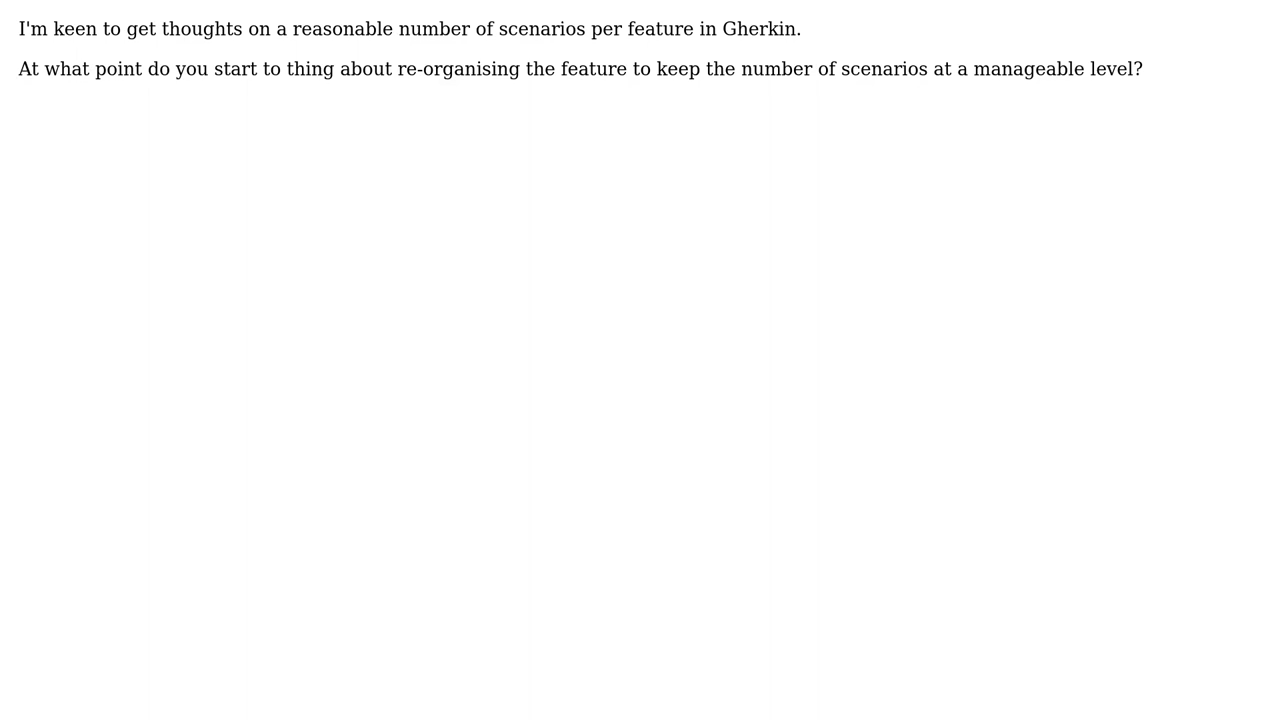 I'm keen to get thoughts on a reasonable number of scenarios per feature in Gherkin.
At what point do you start to thing about re-organising the feature to keep the number of scenarios at a manageable level?